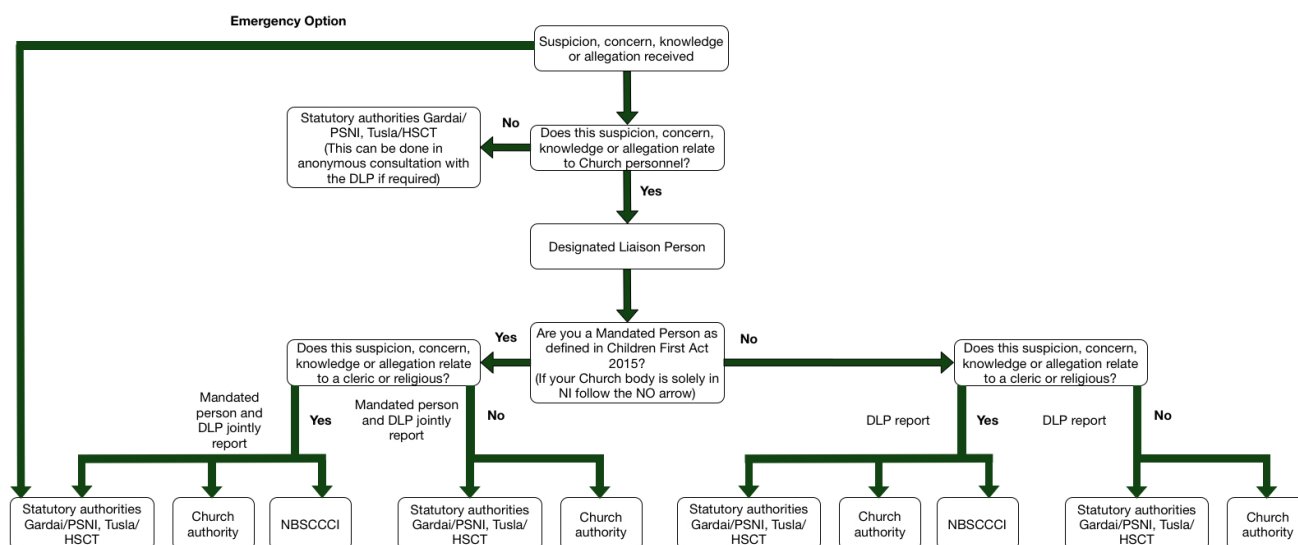 Emergency Option
Suspicion, concern, knowledge
or allegation received
Statutory authorities Gardai/
PSNI, Tusla/HSCT
(This can be done in
anonymous consultation with
the DLP if required)
No
Does this suspicion, concern,
knowledge or allegation relate
to Church personnel?
Yes
Designated Liaison Person
Does this suspicion, concern,
knowledge or allegation relate
to a cleric or religious?
Yes
Are you a Mandated Person as
defined in Children First Act
2015?
(If your Church body is solely in
NI follow the NO arrow)
No
Does this suspicion, concern,
knowledge or allegation relate
to a cleric or religious?
Mandated
person and
DLP jointly
report
Yes
Mandated person
and DLP jointly
report
No
DLP report
Yes
DLP report
No
Statutory authorities
Gardai/PSNI, Tusla/
HSCT
Church
authority
NBSCCCI
Statutory authorities
Gardai/PSNI, Tusla/
HSCT
Church
authority
Statutory authorities
Gardai/PSNI, Tusla/
HSCT
Church
authority
NBSCCCI
Statutory authorities
Gardai/PSNI, Tusla/
HSCT
Church
authority